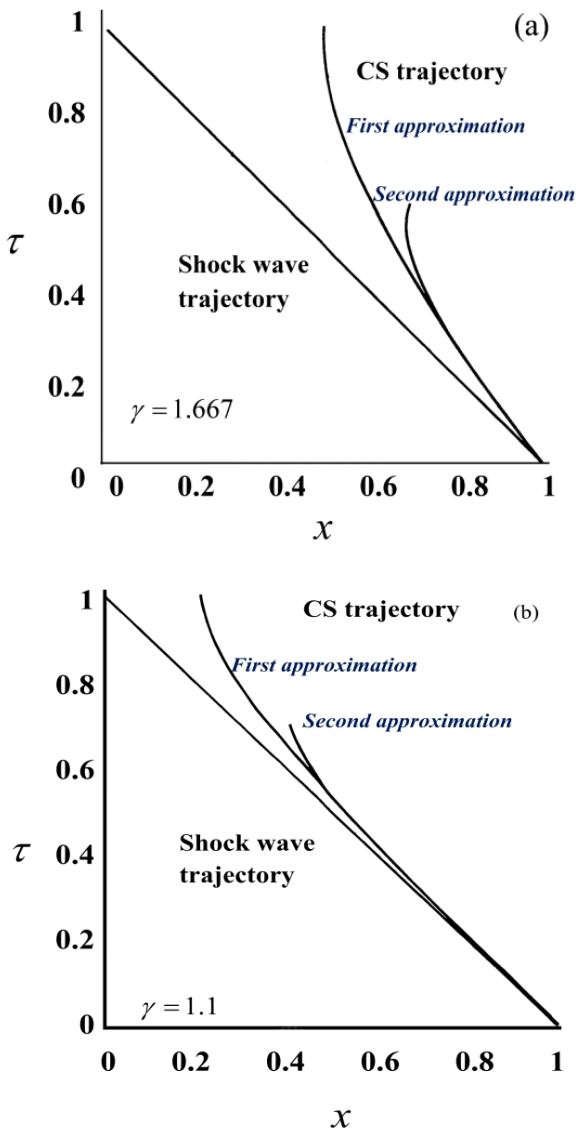 1
(a)
CS trajectory
0.8
First approximation
0.6
Second approximation
τ
Shock wave
trajectory
0.4
0.2
γ = 1.667
0
0 0.2 0.4 0.6 0.8 1
x
1
CS trajectory
(b)
First approximation
0.8
Second approximation
0.6
Shock wave
trajectory
τ
0.4
0.2
γ = 1.1
0
0 0.2 0.4 0.6 0.8 1
x